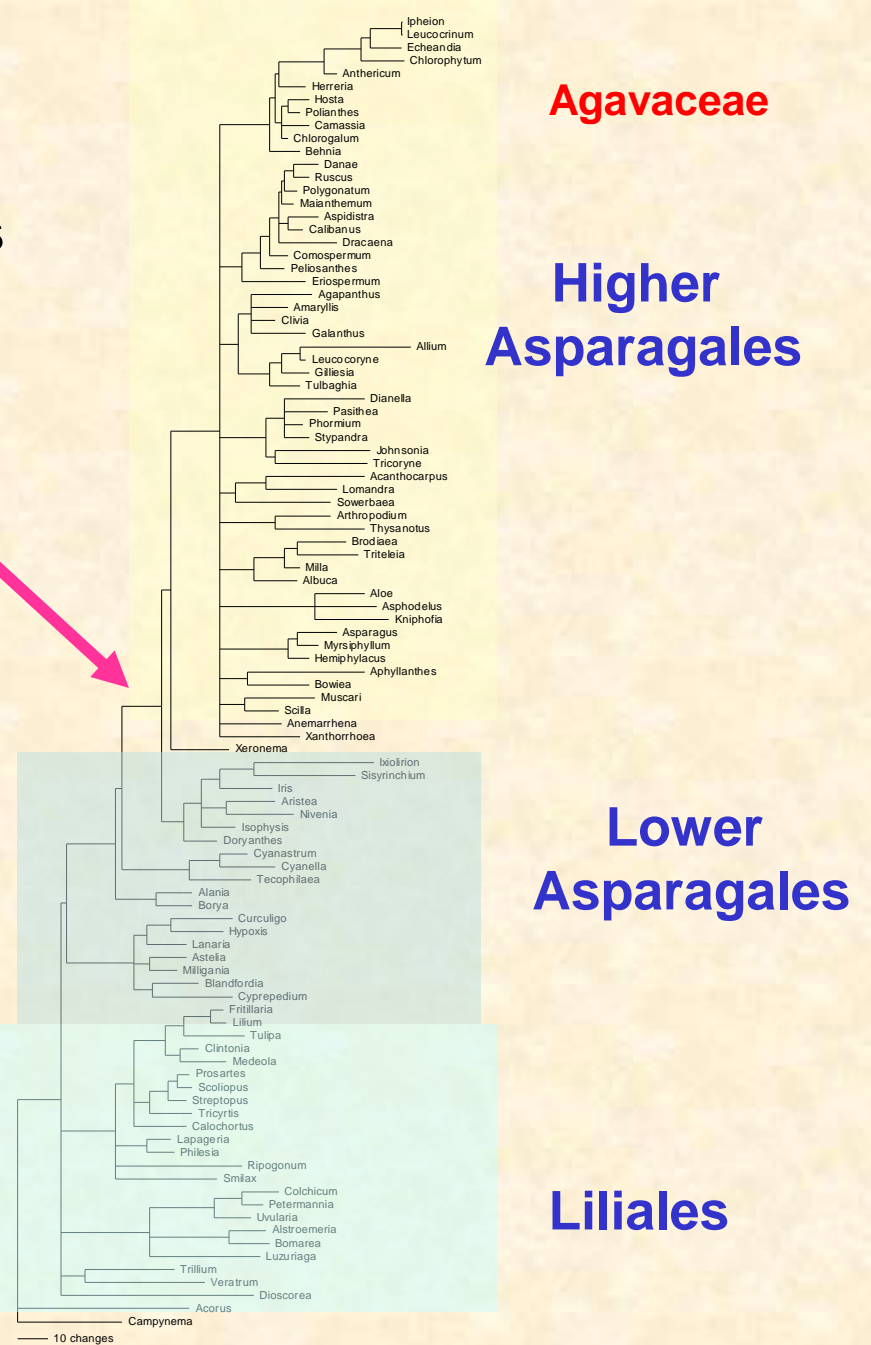 Ipheion
Leucocrinum
Echeandia
Chlorophytum
Anthericum
Herreria
Hosta
Polianthes
Camassia
Chlorogalum
Behnia
Agavaceae
Danae
Ruscus
Polygonatum
Maianthemum
Aspidistra
Calibanus
Dracaena
Comospermum
Peliosanthes
Eriospermum
Agapanthus
Amaryllis
Clivia
Galanthus
Allium
Leucocoryne
Gilliesia
Tulbaghia
Higher
Asparagales
Dianella
Pasithea
Phormium
Stypandra
Johnsonia
Tricoryne
Acanthocarpus
Lomandra
Sowerbaea
Arthropodium
Thysanotus
Brodiaea
Triteleia
Milla
Albuca
Aloe
Asphodelus
Kniphofia
Asparagus
Myrsiphyllum
Hemiphylacus
Aphyllanthes
Bowiea
Muscari
Scilla
Anemarrhena
Xanthorrhoea
Xeronema
Ixiolirion
Sisyrinchium
Iris
Aristea
Nivenia
Isophysis
Doryanthes
Cyanastrum
Cyanella
Tecophilaea
Alania
Borya
Lower
Asparagales
Curculigo
Hypoxis
Lanaria
Astelia
Milligania
Blandfordia
Cyprepedium
Fritillaria
Lilium
Tulipa
Clintonia
Medeola
Prosartes
Scoliopus
Streptopus
Tricyrtis
Calochortus
Lapageria
Philesia
Ripogonum
Smilax
Colchicum
Petermannia
Uvularia
Alstroemeria
Bomarea
Luzuriaga
Liliales
Trillium
Veratrum
Dioscorea
Acorus
Campynema
10 changes